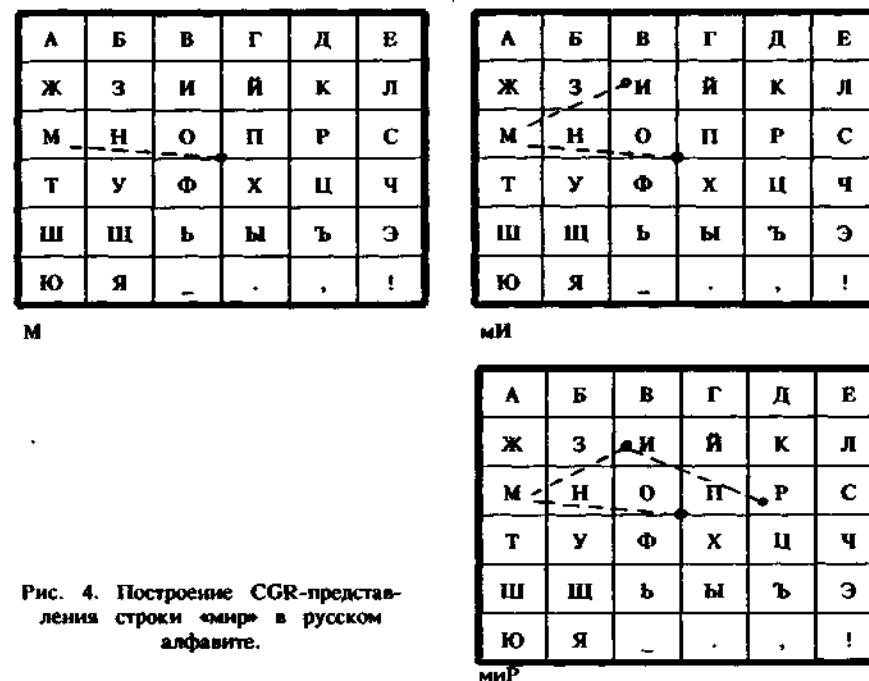 А Б В Г Д Е
Ж З И Й К Л
М Н О П Р С
Т У Ф Х Ц Ч
Ш Щ Ь Ы Ъ Э
Ю Я _ . , !
М
А Б В Г Д Е
Ж З И Й К Л
М Н О П Р С
Т У Ф Х Ц Ч
Ш Щ Ь Ы Ъ Э
Ю Я _ . , !
мИ
А Б В Г Д Е
Ж З И Й К Л
М Н О П Р С
Т У Ф Х Ц Ч
Ш Щ Ь Ы Ъ Э
Ю Я _ . , !
миР
Рис. 4. Построение CGR-представ-
ления строки «мир» в русском
алфавите.